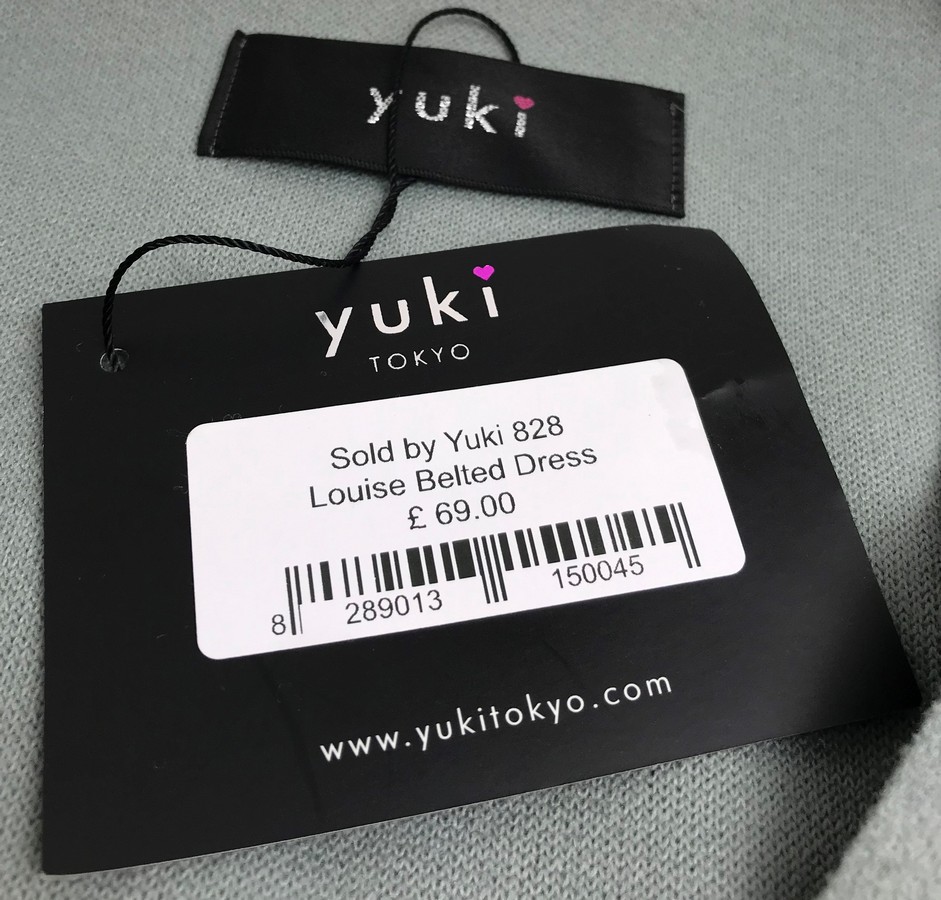 yuki
yuki
TOKYO
Sold by Yuki 828
Louise Belted Dress
£ 69.00
8 289013 150045
www.yukitokyo.com